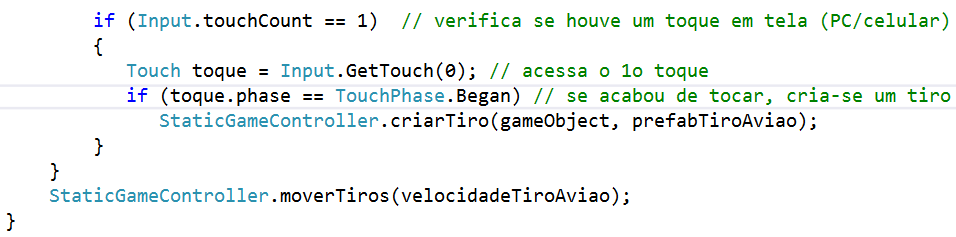 if (Input.touchCount == 1)  // verifica se houve um toque em tela (PC/celular)
{
Touch toque = Input.GetTouch(0); // acessa o 1o toque
if (toque.phase == TouchPhase.Began) // se acabou de tocar, cria-se um tiro
StaticGameController.criarTiro(gameObject, prefabTiroAviao);
}
}
StaticGameController.moverTiros(velocidadeTiroAviao);
}